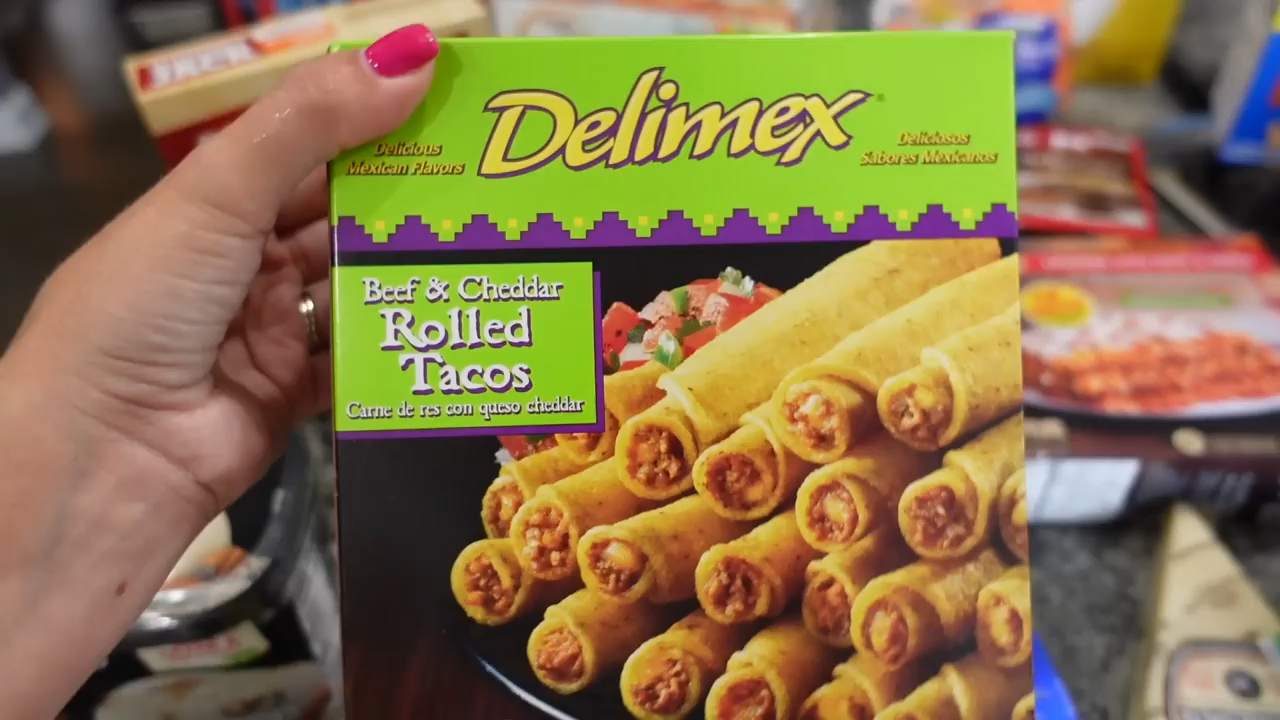 Delimex
Delicious
Mexican Flavors
Deliciosos
Sabores Mexicanos
Beef & Cheddar
Rolled
Tacos
Carne de res con queso cheddar